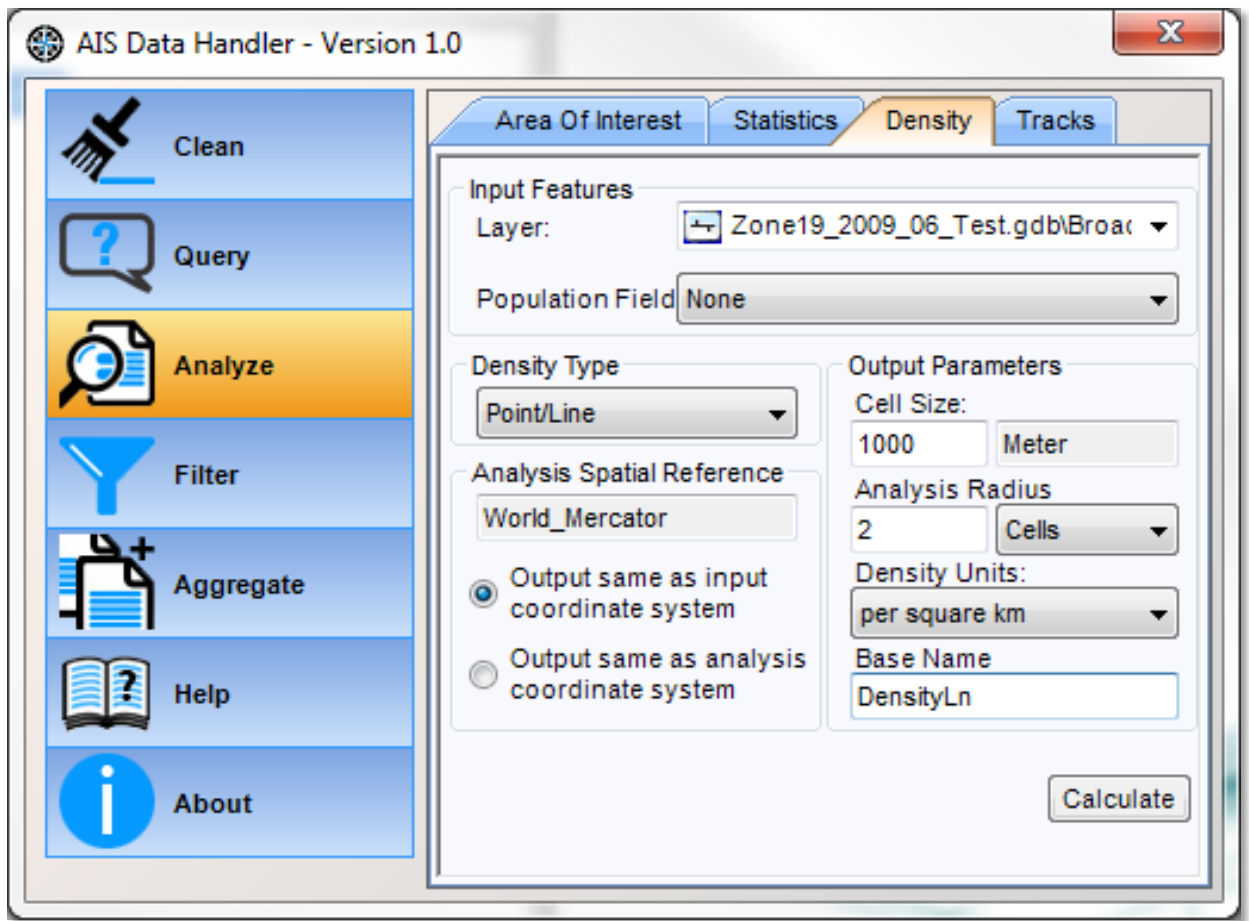 AIS Data Handler - Version 1.0
Clean
Query
Analyze
Filter
Aggregate
Help
About
Area Of Interest
Statistics
Density
Tracks
Input Features
Layer:
Zone19_2009_06_Test.gdb\Broad
Population Field
None
Density Type
Point/Line
Analysis Spatial Reference
World_Mercator
Output same as input
coordinate system
Output same as analysis
coordinate system
Output Parameters
Cell Size:
1000
Meter
Analysis Radius
2
Cells
Density Units:
per square km
Base Name
DensityLn
Calculate